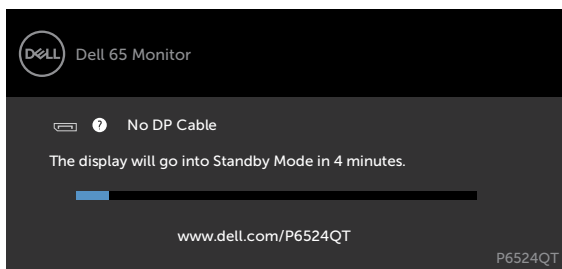 DELL Dell 65 Monitor
? No DP Cable
The display will go into Standby Mode in 4 minutes.
www.dell.com/P6524QT
P6524QT